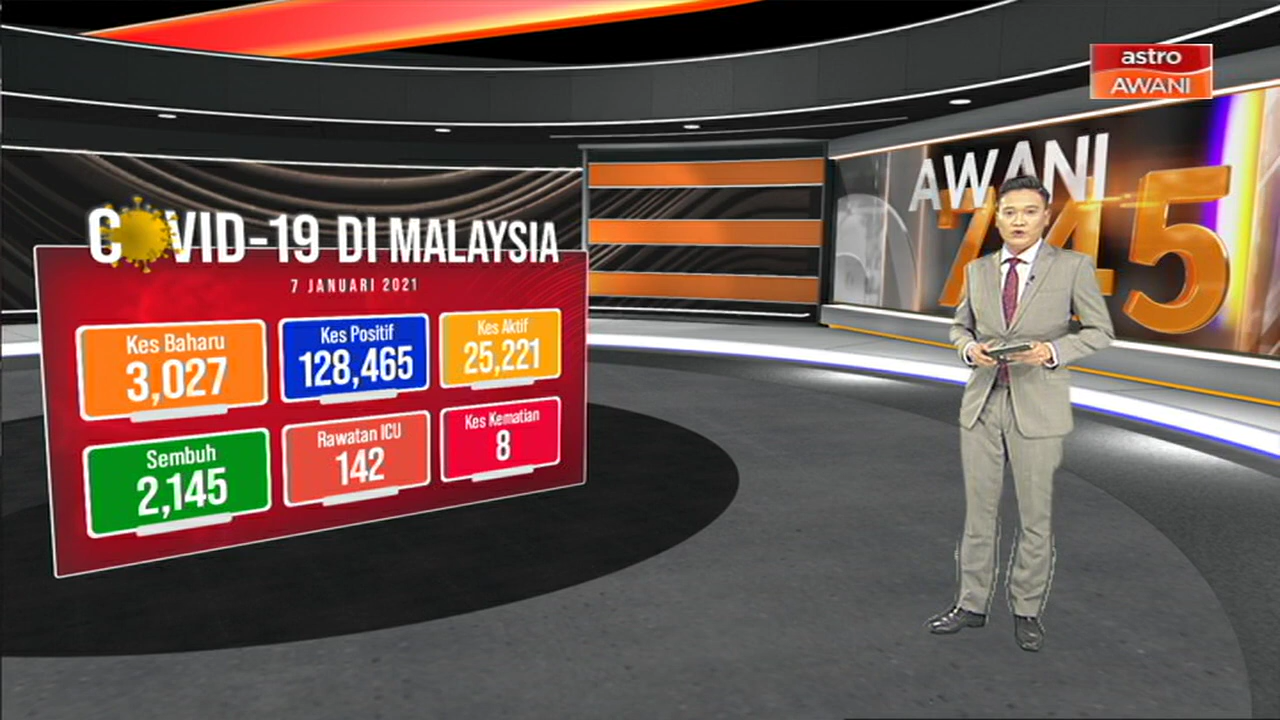 astro
AWANI
AWANI
745
COVID-19 DI MALAYSIA
7 JANUARI 2021
Kes Baharu
3,027
Kes Positif
128,465
Kes Aktif
25,221
Sembuh
2,145
Rawatan ICU
142
Kes Kematian
8